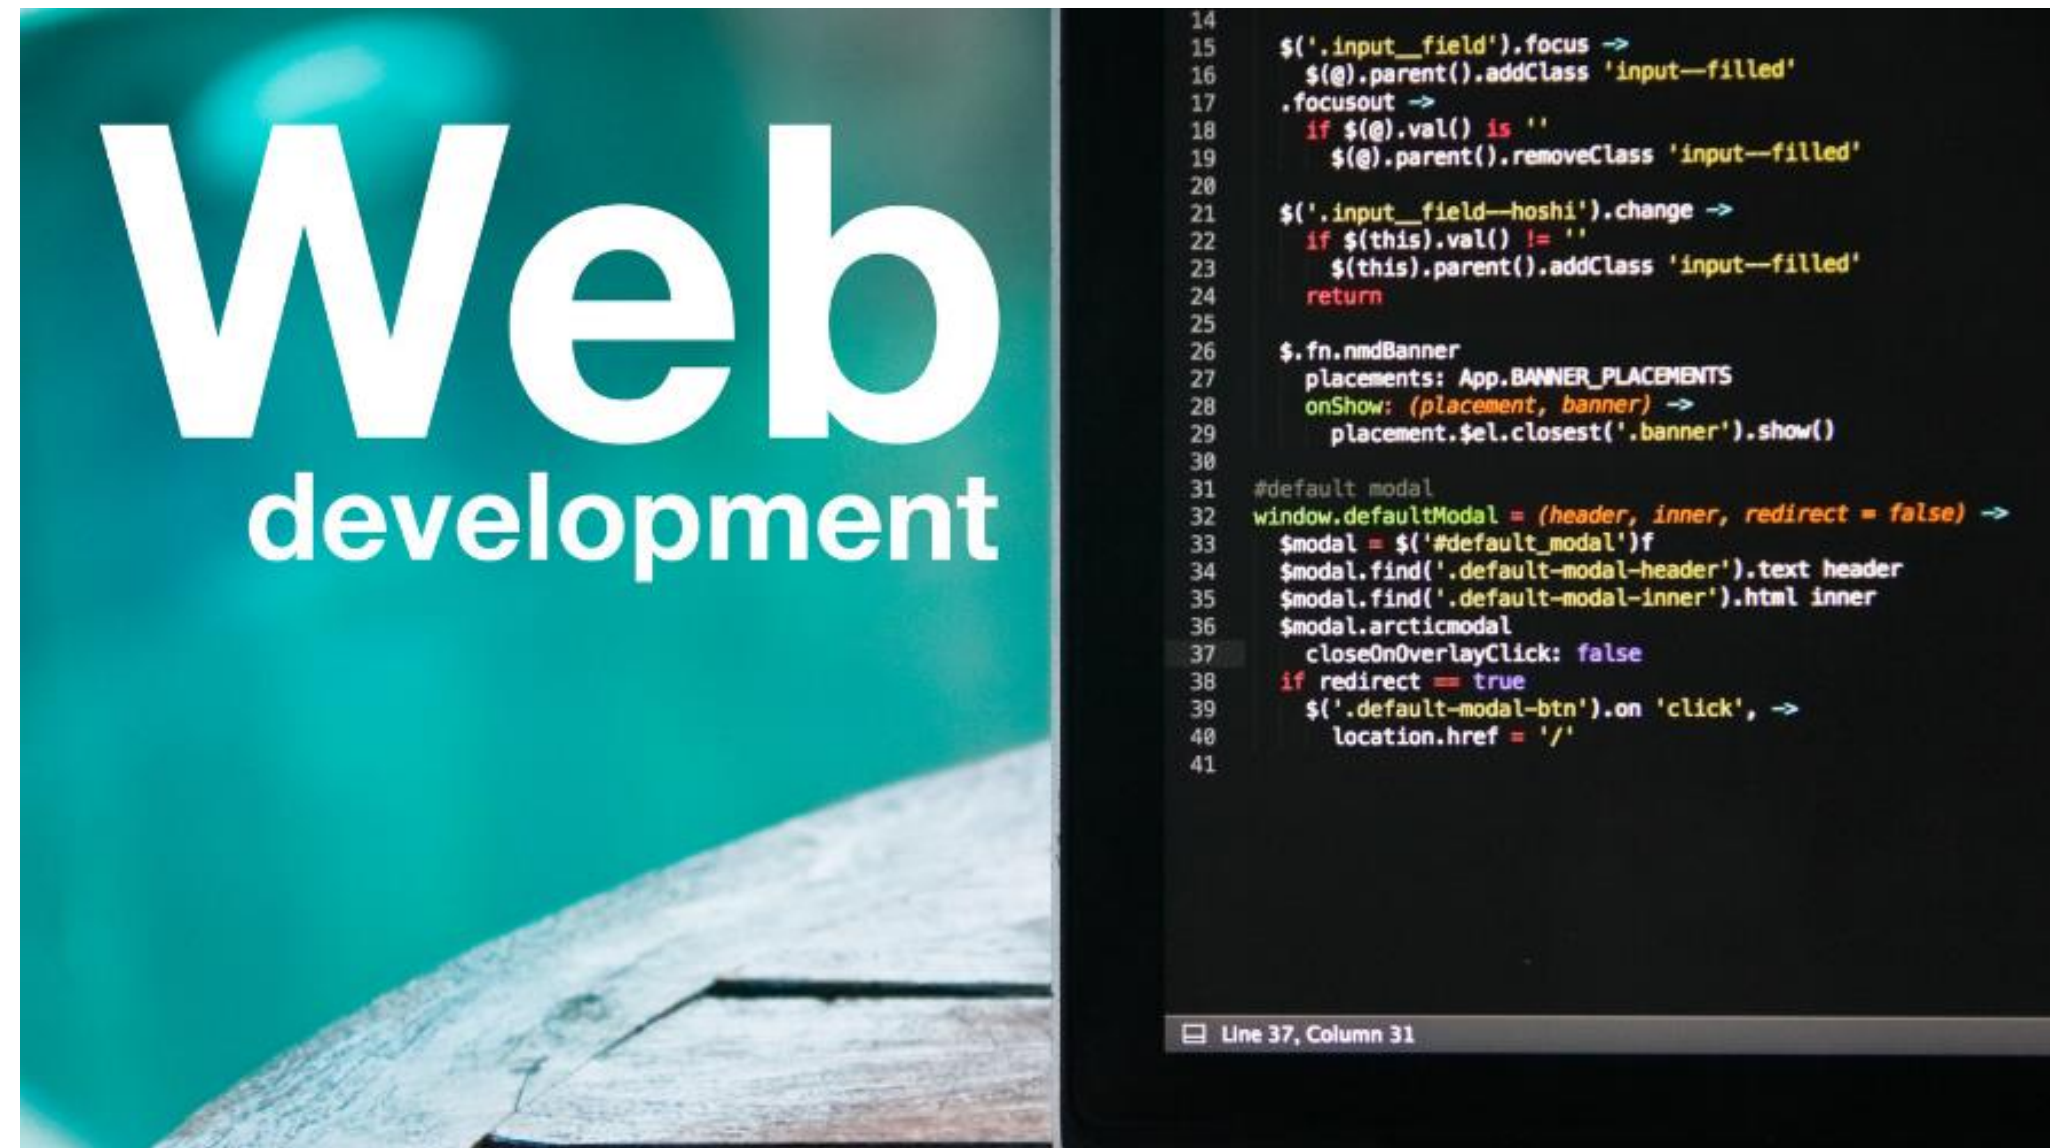 Web
development
14
15 $('.input__field').focus ->
16 $(@).parent().addClass 'input--filled'
17 .focusout ->
18 if $(@).val() is ''
19 $(@).parent().removeClass 'input--filled'
20
21 $('.input__field--hoshi').change ->
22 if $(this).val() != ''
23 $(this).parent().addClass 'input--filled'
24 return
25
26 $.fn.nmdBanner
27 placements: App.BANNER_PLACEMENTS
28 onShow: (placement, banner) ->
29 placement.$el.closest('.banner').show()
30
31 #default modal
32 window.defaultModal = (header, inner, redirect = false) ->
33 $modal = $('#default_modal')f
34 $modal.find('.default-modal-header').text header
35 $modal.find('.default-modal-inner').html inner
36 $modal.arcticmodal
37 closeOnOverlayClick: false
38 if redirect == true
39 $('.default-modal-btn').on 'click', ->
40 location.href = '/'
41
Line 37, Column 31